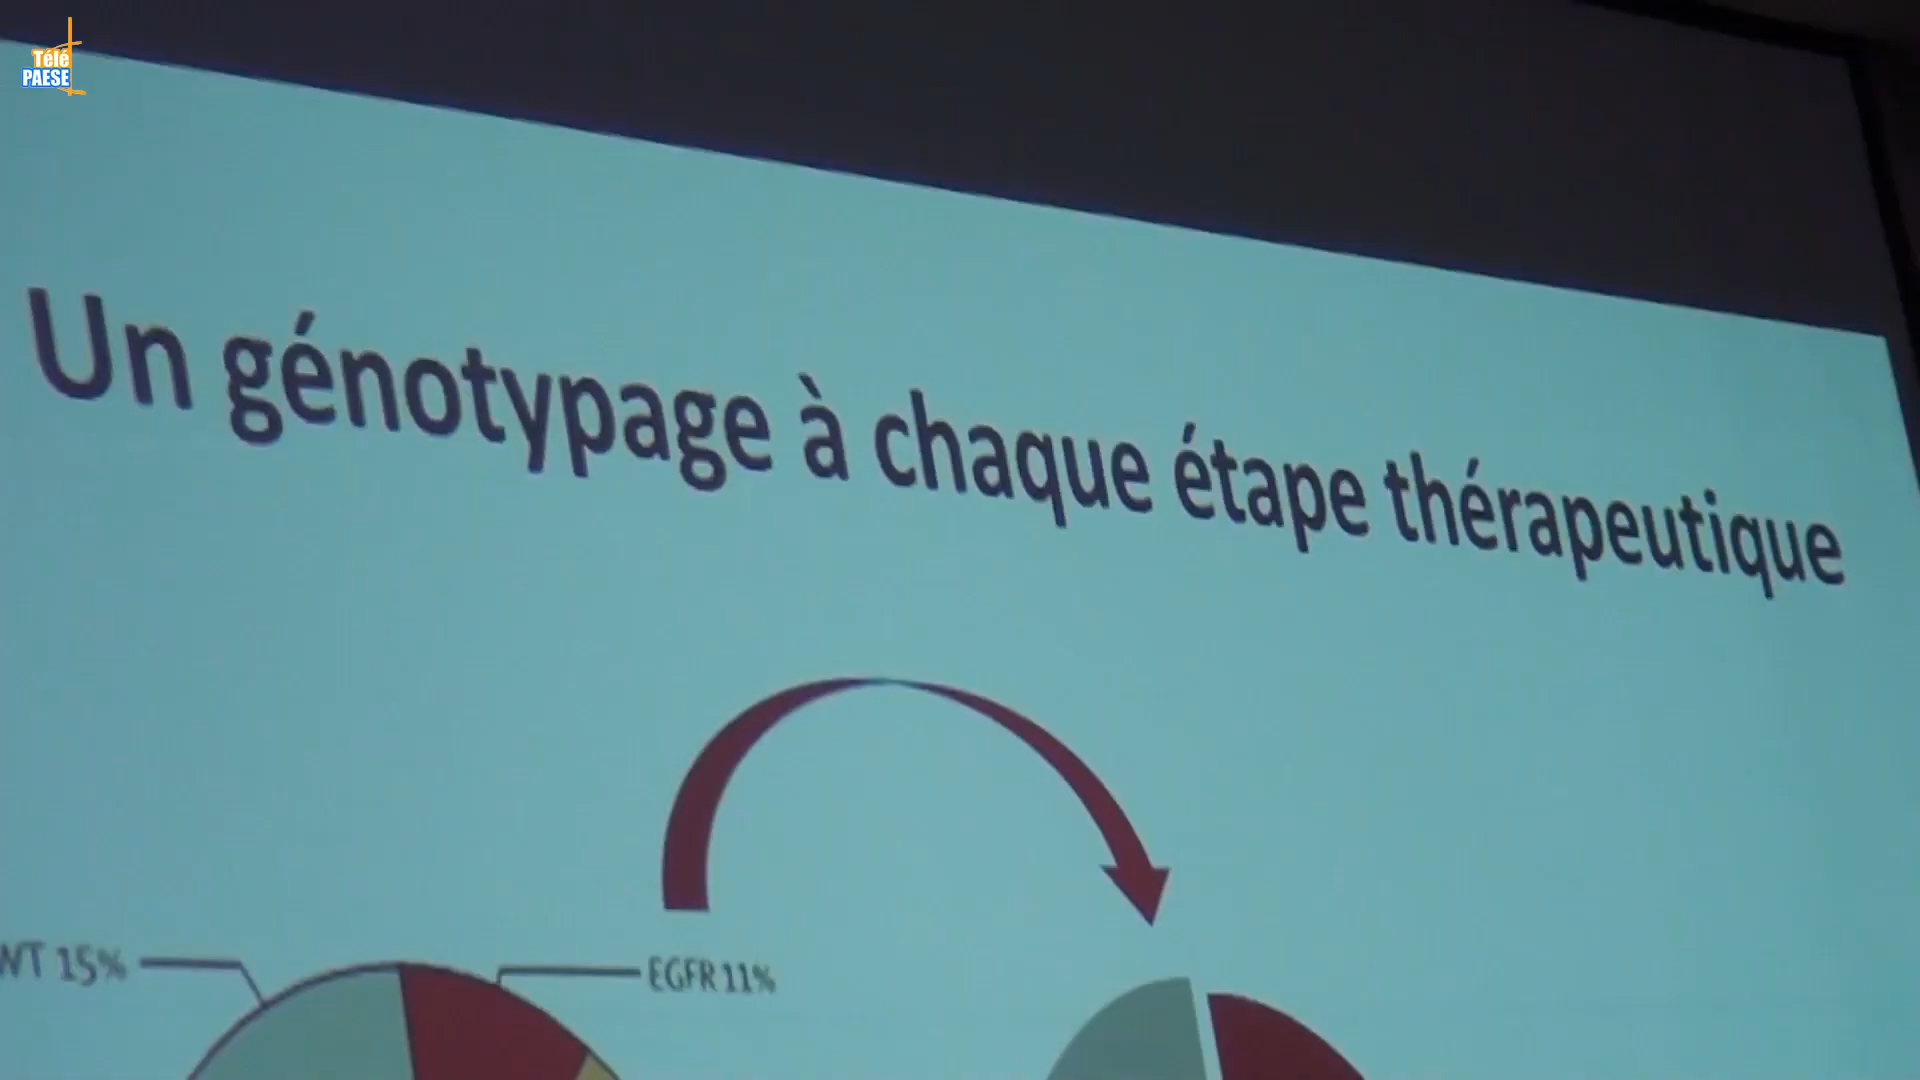 Télé
PAESE
Un génotypage à chaque étape thérapeutique
WT 15%
EGFR 11%